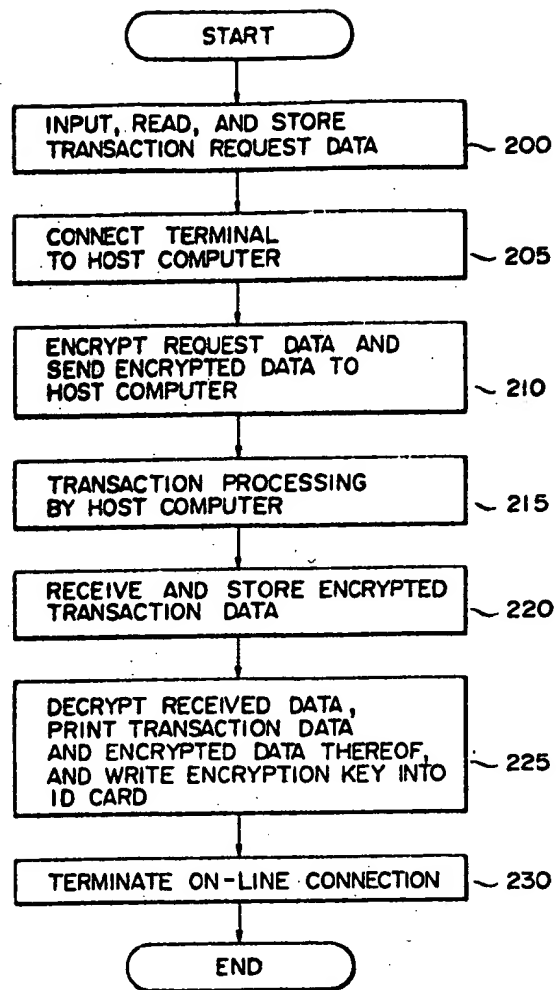 START
INPUT, READ, AND STORE
TRANSACTION REQUEST DATA
200
CONNECT TERMINAL
TO HOST COMPUTER
205
ENCRYPT REQUEST DATA AND
SEND ENCRYPTED DATA TO
HOST COMPUTER
210
TRANSACTION PROCESSING
BY HOST COMPUTER
215
RECEIVE AND STORE ENCRYPTED
TRANSACTION DATA
220
DECRYPT RECEIVED DATA,
PRINT TRANSACTION DATA
AND ENCRYPTED DATA THEREOF,
AND WRITE ENCRYPTION KEY INTO
ID CARD
225
TERMINATE ON-LINE CONNECTION
230
END